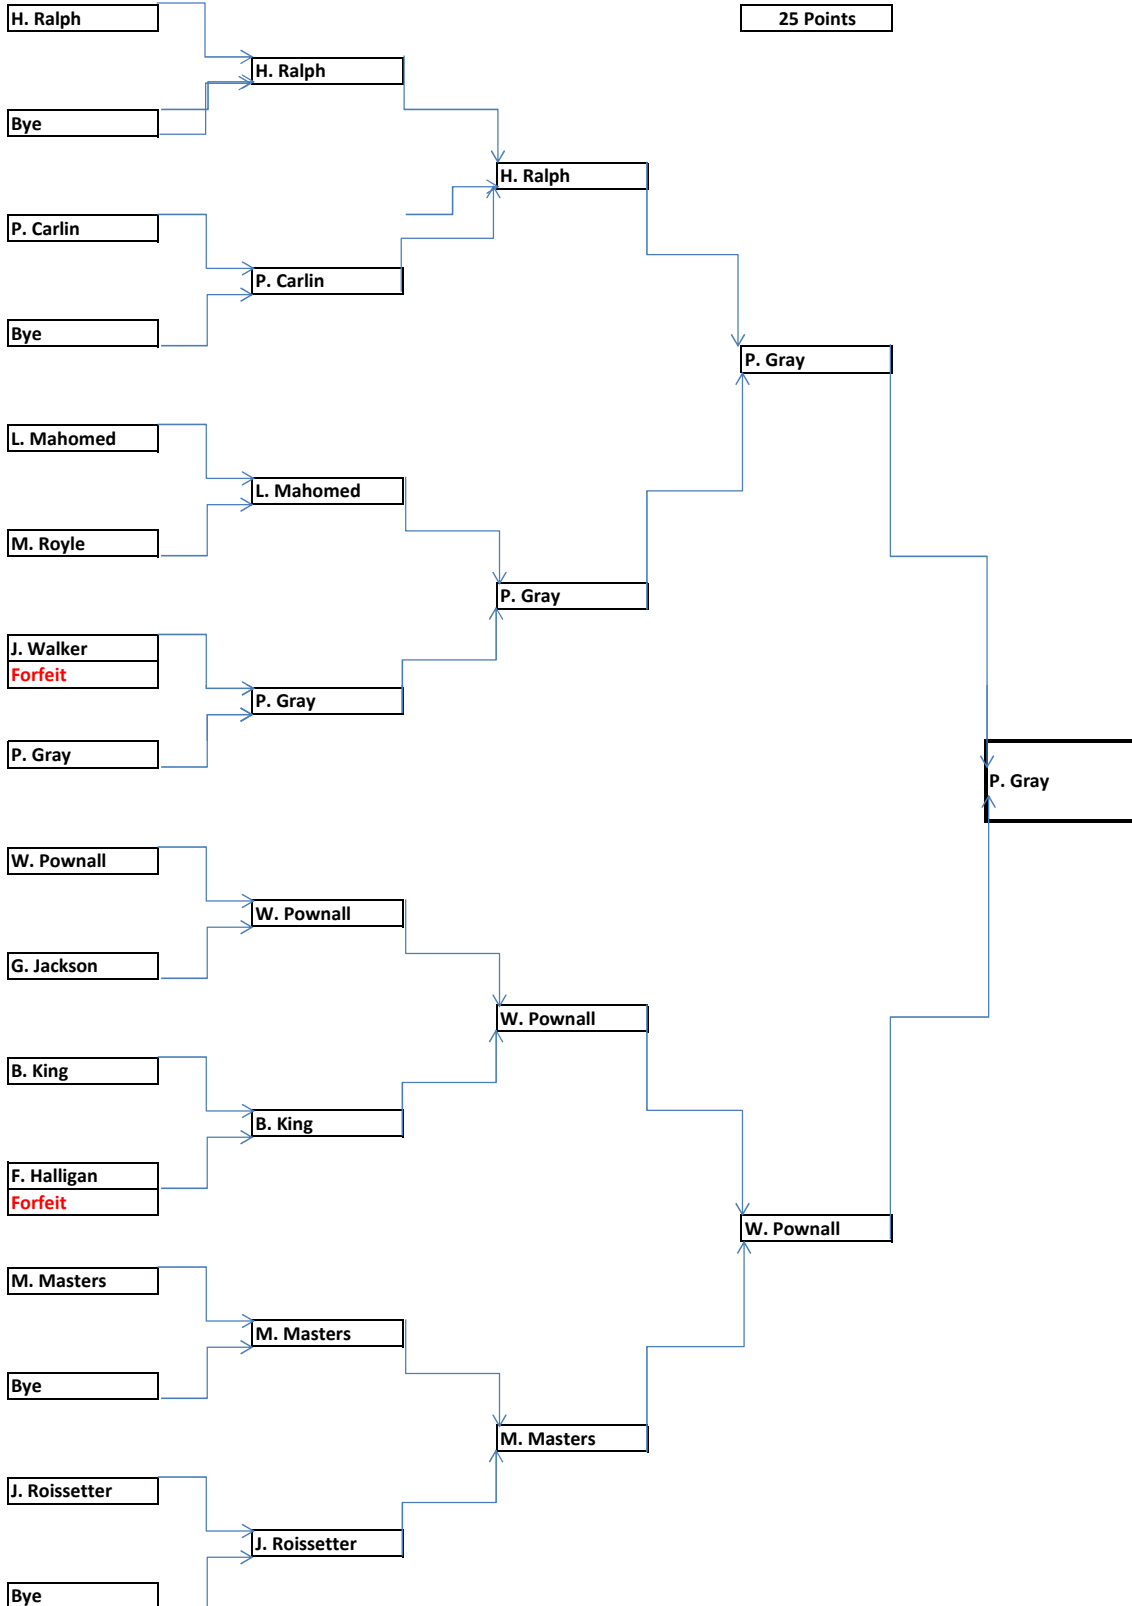 H. Ralph
25 Points
H. Ralph
Bye
H. Ralph
P. Carlin
P. Carlin
Bye
P. Gray
L. Mahomed
L. Mahomed
M. Royle
P. Gray
J. Walker
Forfeit
P. Gray
P. Gray
P. Gray
W. Pownall
W. Pownall
G. Jackson
W. Pownall
B. King
B. King
F. Halligan
Forfeit
W. Pownall
M. Masters
M. Masters
Bye
M. Masters
J. Roissetter
J. Roissetter
Bye